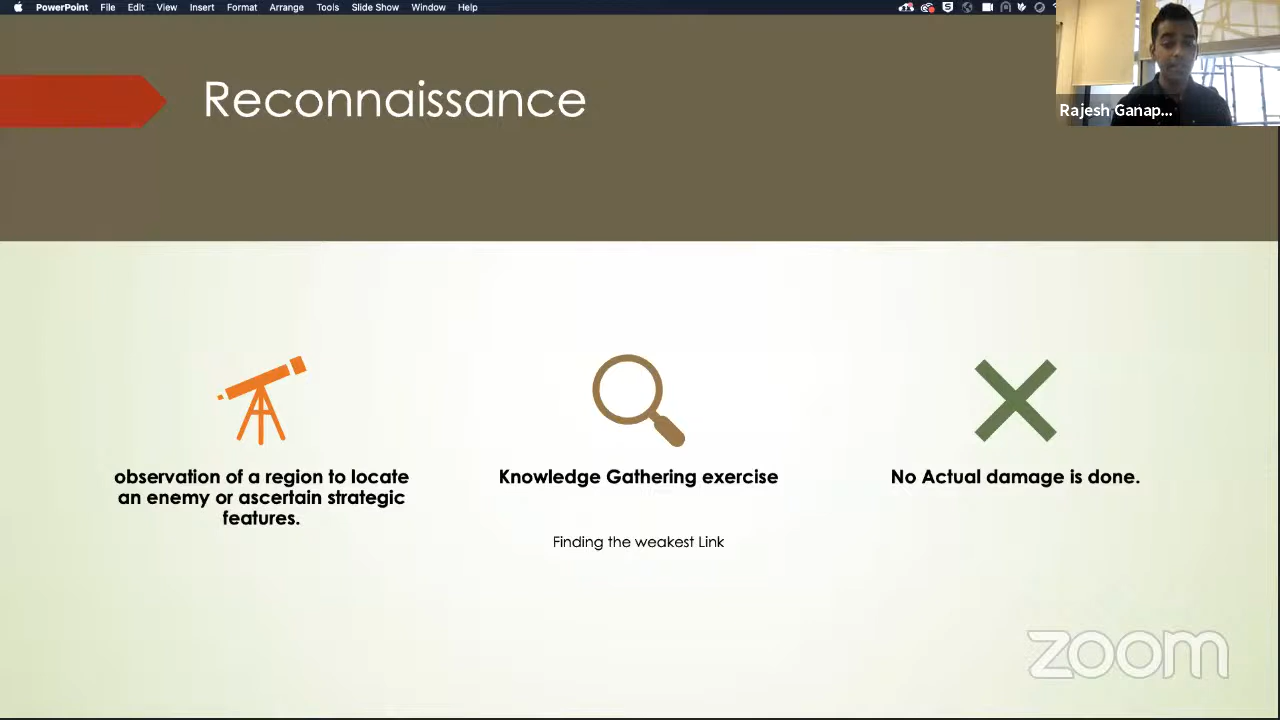 PowerPoint File Edit View Insert Format Arrange Tools Slide Show Window Help
Reconnaissance
Rajesh Ganap...
observation of a region to locate
an enemy or ascertain strategic
features.
Knowledge Gathering exercise
Finding the weakest Link
No Actual damage is done.
zoom